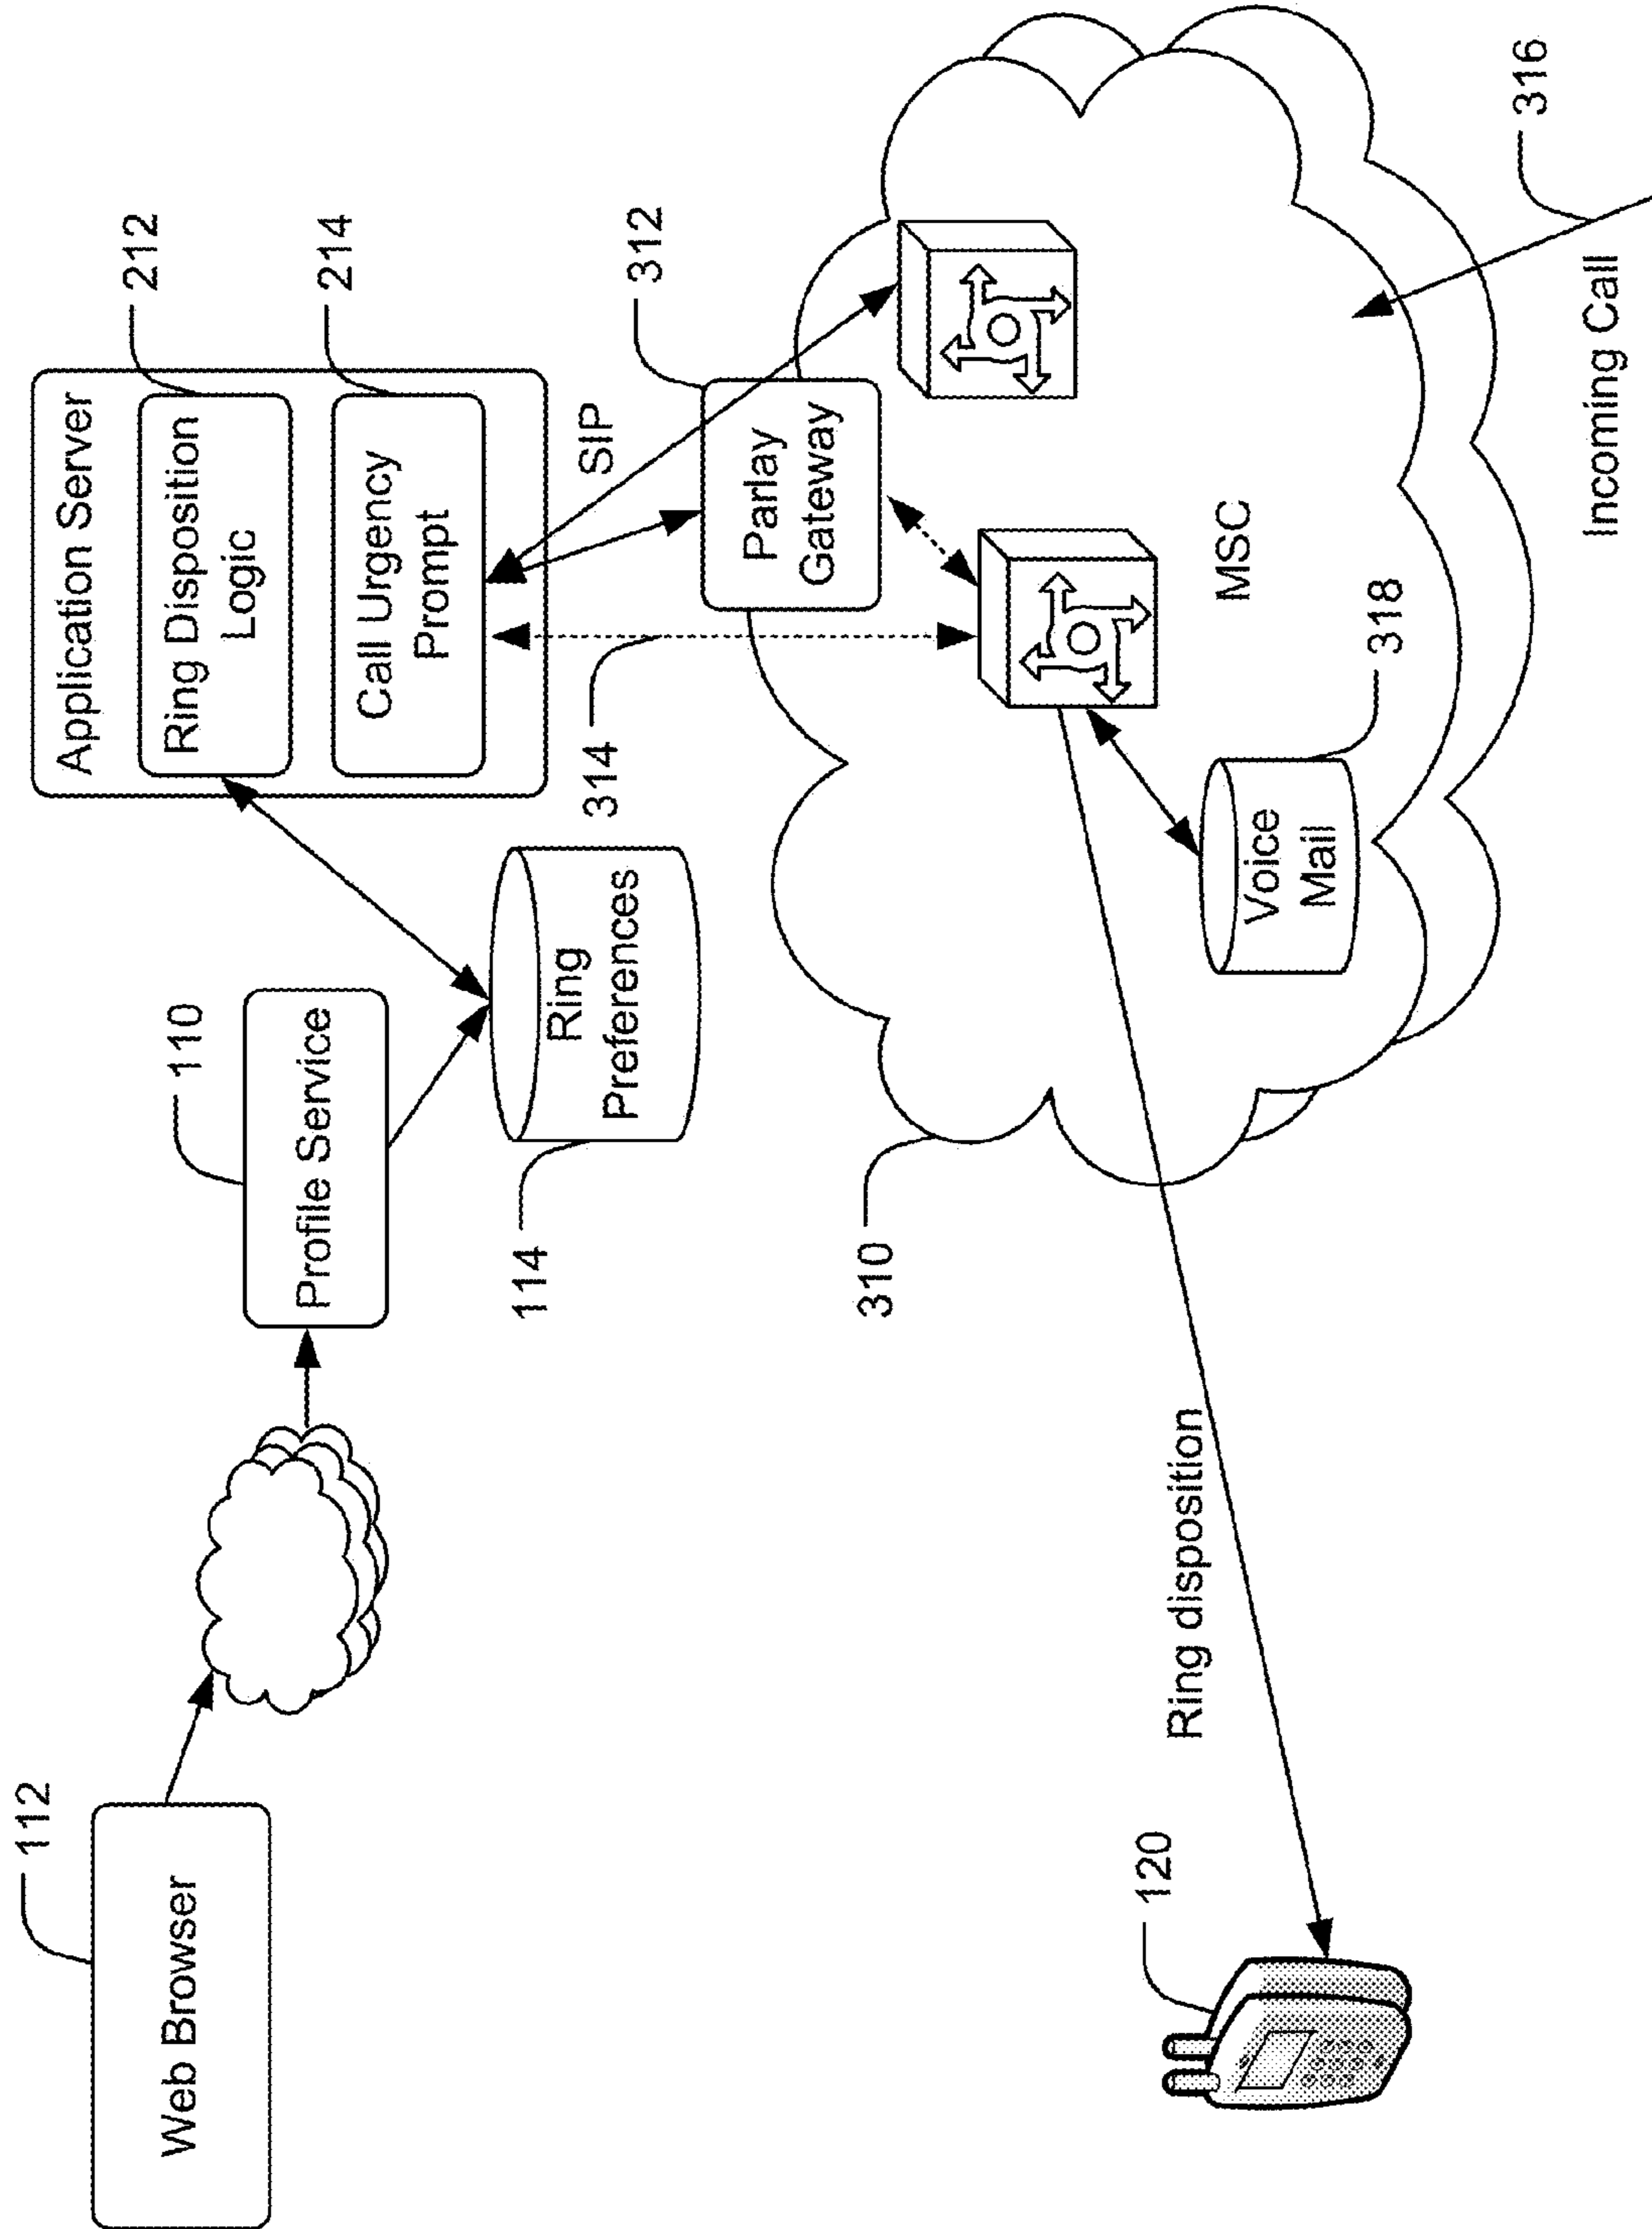 112
Web Browser
110
Profile Service
114
Ring
Preferences
Application Server
Ring Disposition
Logic
212
Call Urgency
Prompt
214
SIP
314
312
Parlay
Gateway
310
MSC
Voice
Mail
318
316
Incoming Call
Ring disposition
120